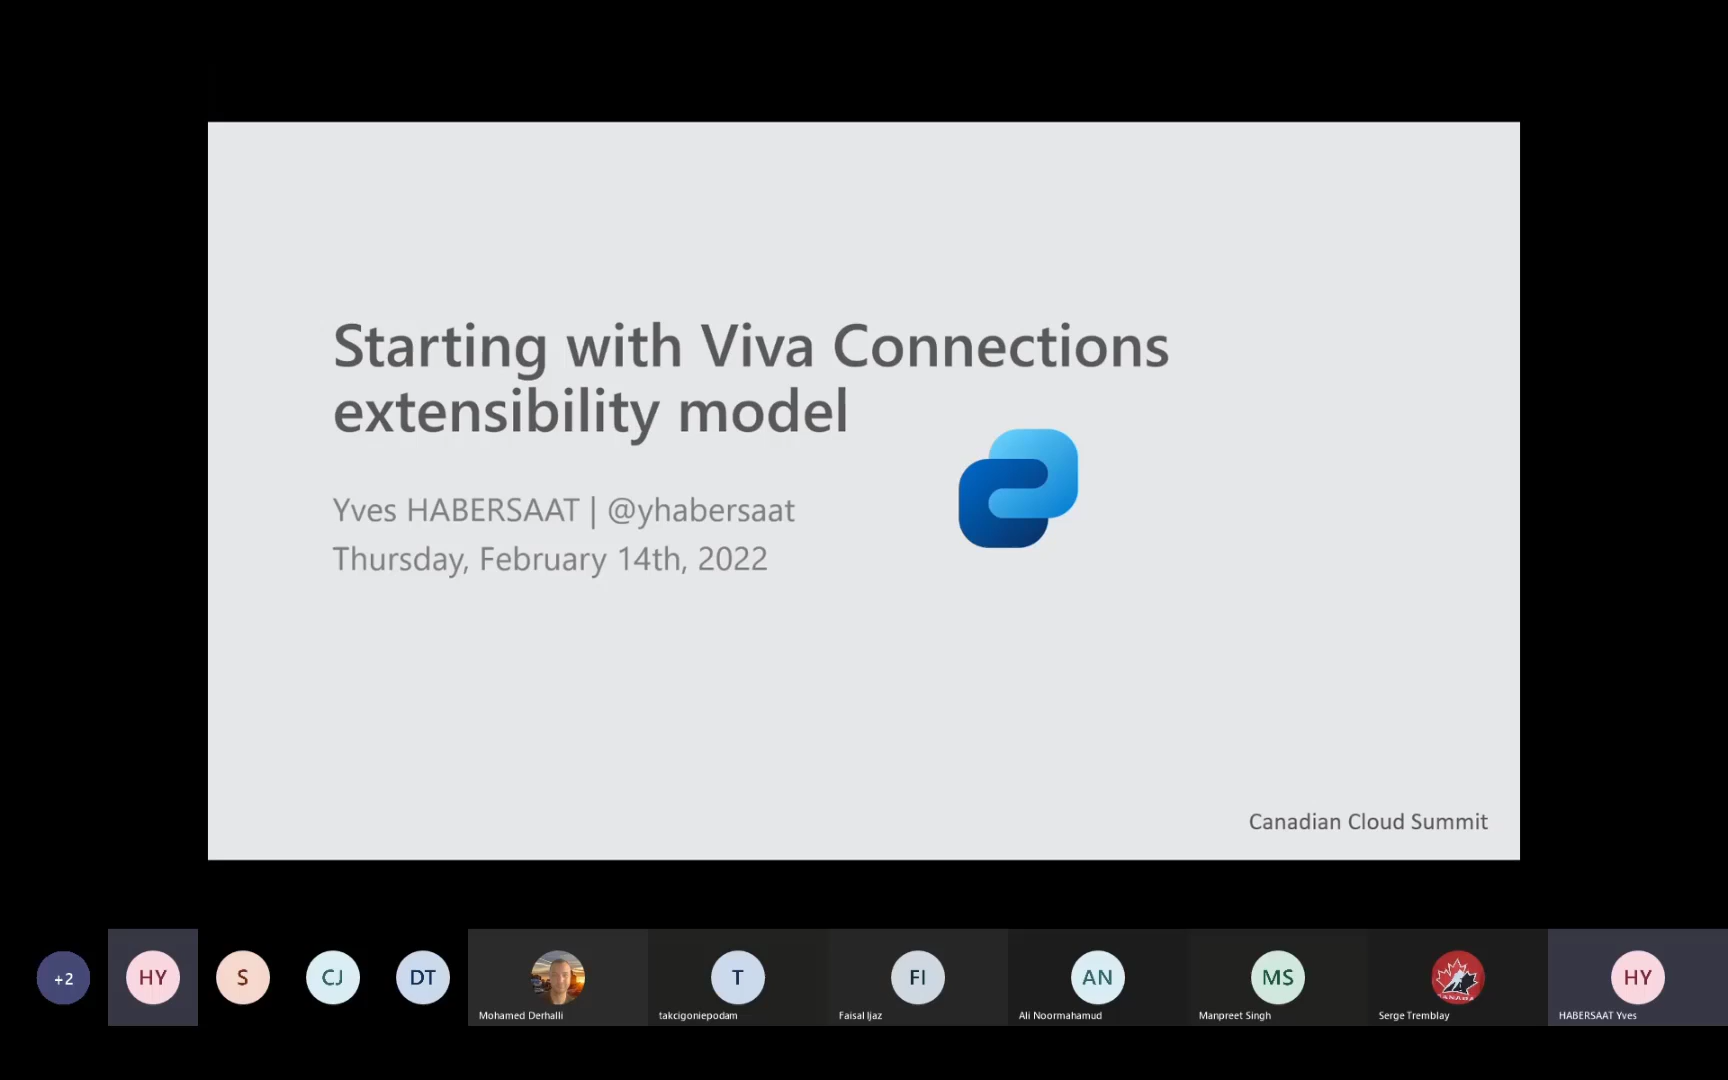 Starting with Viva Connections
extensibility model
Yves HABERSAAT | @yhabersaat
Thursday, February 14th, 2022
Canadian Cloud Summit
+2
HY
S
CJ
DT
Mohamed Derhalli
T
takcigoniepodam
FI
Faisal Ijaz
AN
Ali Noormahamud
MS
Manpreet Singh
CANADA
Serge Tremblay
HY
HABERSAAT Yves